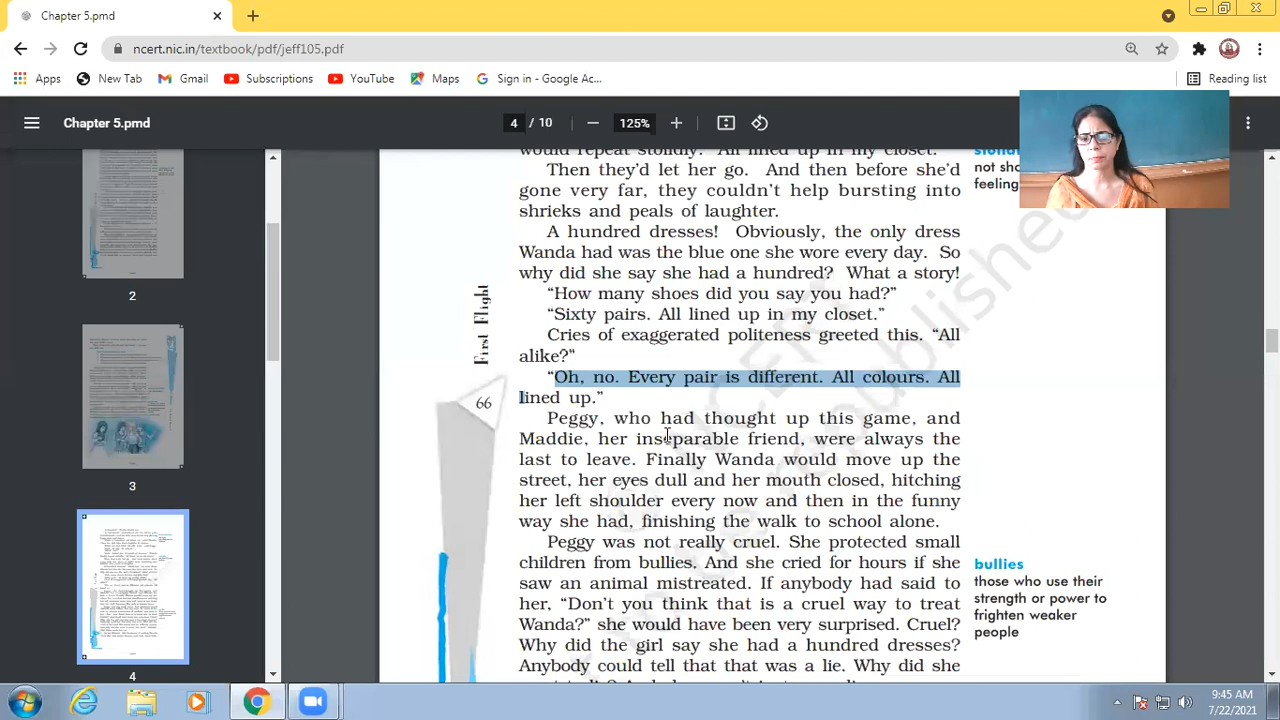 Chapter 5.pmd
ncert.nic.in/textbook/pdf/jeff105.pdf
Apps
New Tab
Gmail
Subscriptions
YouTube
Maps
Sign in - Google Ac...
Reading list
Chapter 5.pmd
4 / 10
125%
2
3
4
First Flight
66
Then they'd let her go. And then before she'd
gone very far, they couldn't help bursting into
shrieks and peals of laughter.
A hundred dresses! Obviously, the only dress
Wanda had was the blue one she wore every day. So
why did she say she had a hundred? What a story!
"How many shoes did you say you had?"
"Sixty pairs. All lined up in my closet."
Cries of exaggerated politeness greeted this. "All
alike?"
"Oh, no. Every pair is different. All colours. All
lined up."
Peggy, who had thought up this game, and
Maddie, her inseparable friend, were always the
last to leave. Finally Wanda would move up the
street, her eyes dull and her mouth closed, hitching
her left shoulder every now and then in the funny
way she had, finishing the walk to school alone.
Peggy was not really cruel. She protected small
children from bullies. And she cried for hours if she
saw an animal mistreated. If anybody had said to
her, "Don't you think that is a cruel way to treat
Wanda?" she would have been very surprised. Cruel?
Why did the girl say she had a hundred dresses?
Anybody could tell that that was a lie. Why did she
not sho
feeling
bullies
those who use their
strength or power to
frighten weaker
people
9:45 AM
7/22/2021